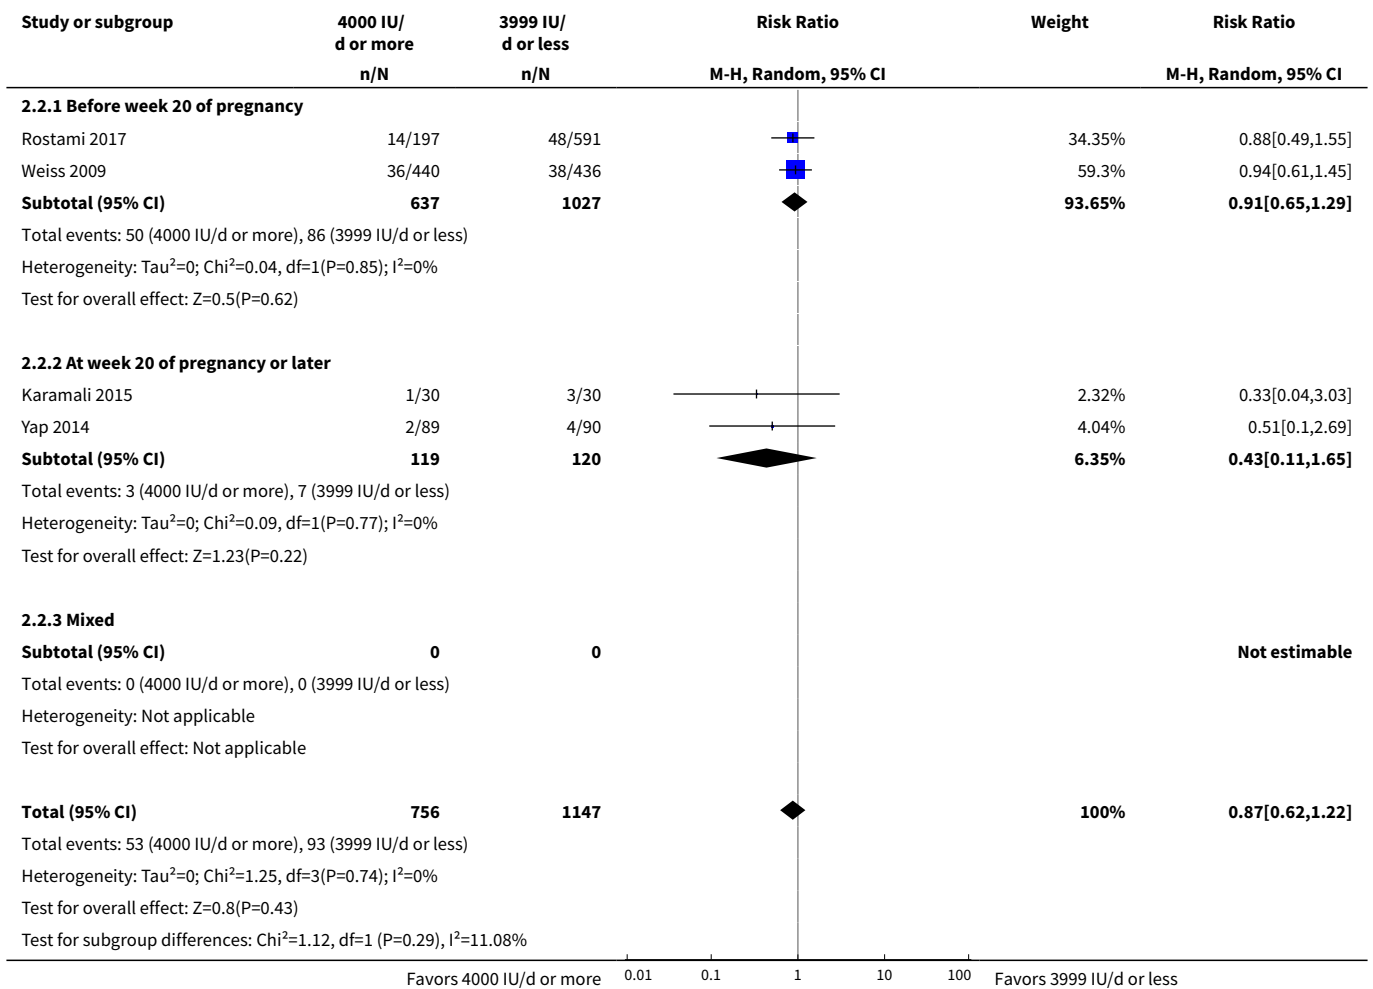 Study or subgroup 4000 IU/ 3999 IU/ Risk Ratio Weight Risk Ratio
d or more d or less
n/N n/N M-H, Random, 95% CI M-H, Random, 95% CI
2.2.1 Before week 20 of pregnancy
Rostami 2017 14/197 48/591 34.35% 0.88[0.49,1.55]
Weiss 2009 36/440 38/436 59.3% 0.94[0.61,1.45]
Subtotal (95% CI) 637 1027 93.65% 0.91[0.65,1.29]
Total events: 50 (4000 IU/d or more), 86 (3999 IU/d or less)
Heterogeneity: Tau²=0; Chi²=0.04, df=1(P=0.85); I²=0%
Test for overall effect: Z=0.5(P=0.62)
2.2.2 At week 20 of pregnancy or later
Karamali 2015 1/30 3/30 2.32% 0.33[0.04,3.03]
Yap 2014 2/89 4/90 4.04% 0.51[0.1,2.69]
Subtotal (95% CI) 119 120 6.35% 0.43[0.11,1.65]
Total events: 3 (4000 IU/d or more), 7 (3999 IU/d or less)
Heterogeneity: Tau²=0; Chi²=0.09, df=1(P=0.77); I²=0%
Test for overall effect: Z=1.23(P=0.22)
2.2.3 Mixed
Subtotal (95% CI) 0 0 Not estimable
Total events: 0 (4000 IU/d or more), 0 (3999 IU/d or less)
Heterogeneity: Not applicable
Test for overall effect: Not applicable
Total (95% CI) 756 1147 100% 0.87[0.62,1.22]
Total events: 53 (4000 IU/d or more), 93 (3999 IU/d or less)
Heterogeneity: Tau²=0; Chi²=1.25, df=3(P=0.74); I²=0%
Test for overall effect: Z=0.8(P=0.43)
Test for subgroup differences: Chi²=1.12, df=1 (P=0.29), I²=11.08%
Favors 4000 IU/d or more 0.01 0.1 1 10 100 Favors 3999 IU/d or less